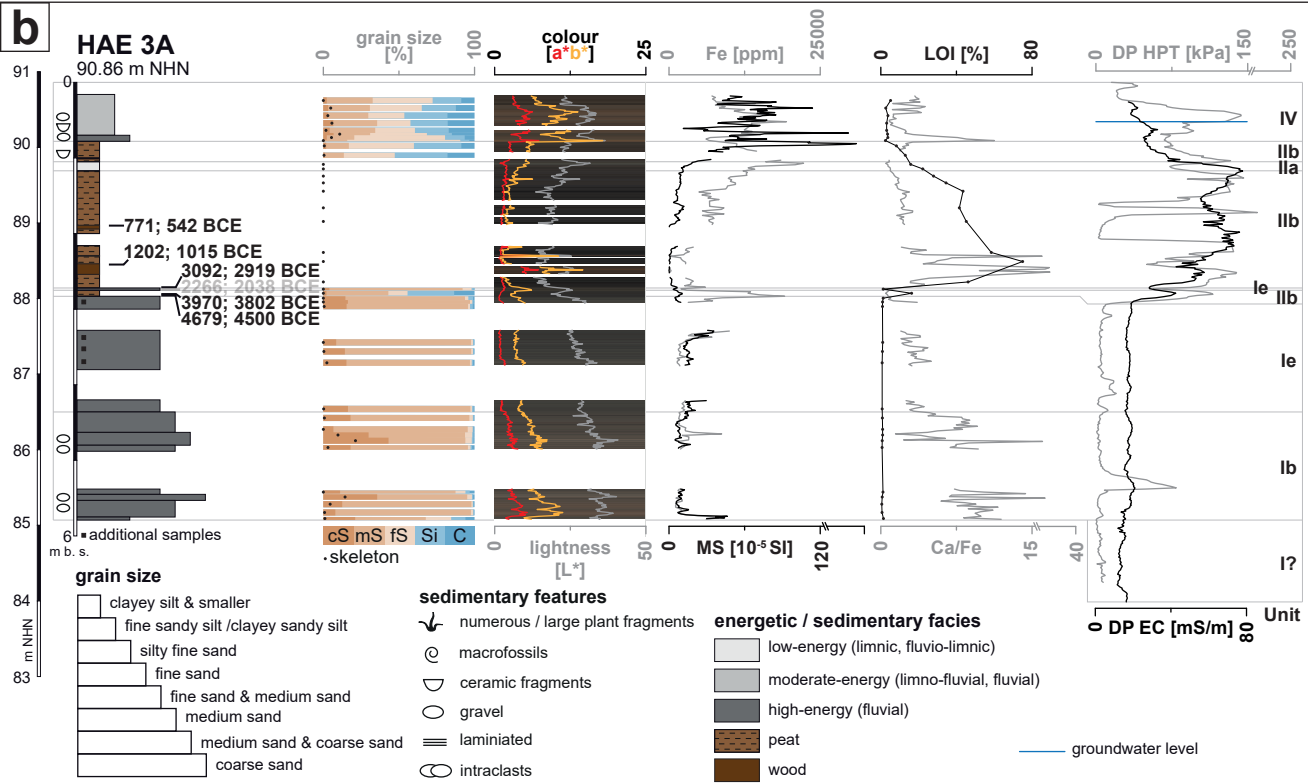 b
HAE 3A
90.86 m NHN
grain size
[%]
0 100
colour
[a*b*]
0 25
Fe [ppm]
25000
LOI [%]
0 80
DP HPT [kPa]
0 150 250
91
90
89
88
87
86
85
84
83
m NHN
0
6
m b. s.
771; 542 BCE
1202; 1015 BCE
3092; 2919 BCE
2266; 2038 BCE
3970; 3802 BCE
4679; 4500 BCE
IV
IIb
IIa
IIb
Ie
IIb
Ie
Ib
I?
Unit
▪ additional samples
cS mS fS Si C
• skeleton
0 50
lightness
[L*]
0 120
MS [10-5 SI]
0 15 40
Ca/Fe
0 80
DP EC [mS/m]
grain size
clayey silt & smaller
fine sandy silt /clayey sandy silt
silty fine sand
fine sand
fine sand & medium sand
medium sand
medium sand & coarse sand
coarse sand
sedimentary features
numerous / large plant fragments
macrofossils
ceramic fragments
gravel
laminiated
intraclasts
energetic / sedimentary facies
low-energy (limnic, fluvio-limnic)
moderate-energy (limno-fluvial, fluvial)
high-energy (fluvial)
peat
wood
groundwater level